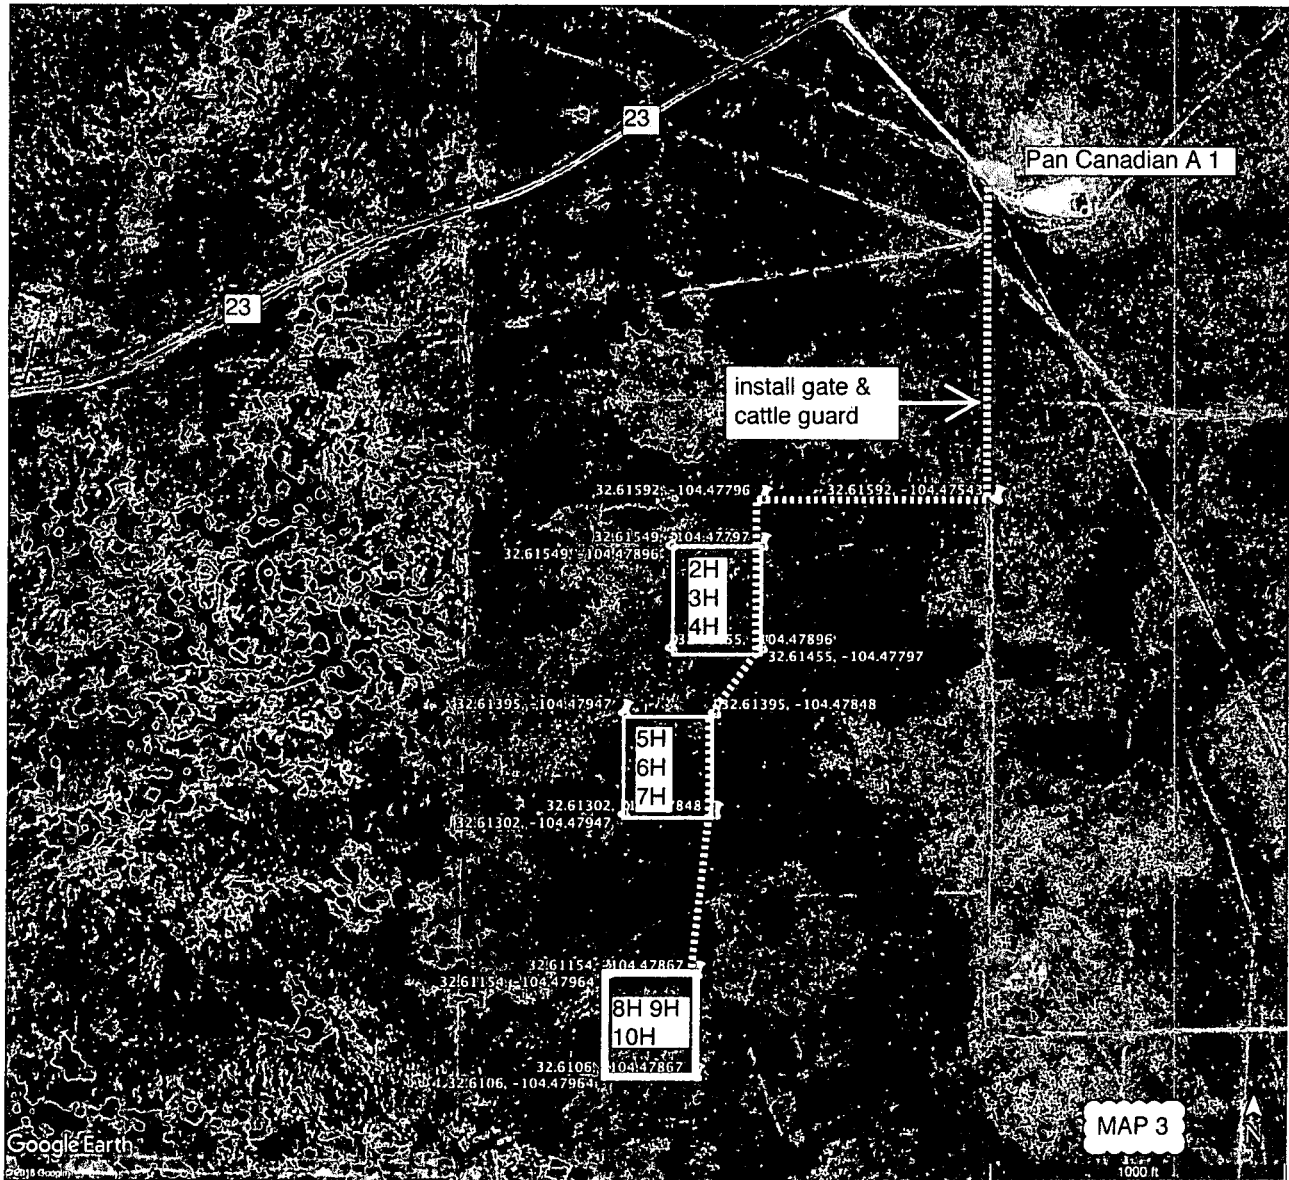 23
Pan Canadian A 1
23
install gate &
cattle guard
32.61592, -104.47796
32.61592, -104.4754
32.61549, -104.47797
32.61549, -104.47896
2H
3H
4H
104.47896
32.61455, -104.47797
32.61395, -104.47947
32.61395, -104.47848
5H
6H
7H
32.61302,
7848
32.61302, -104.47947
32.61154, -104.47867
32.61154, -104.47964
8H 9H
10H
32.6106, -104.47867
32.6106, -104.47964
MAP 3
N
Google Earth
1000 ft